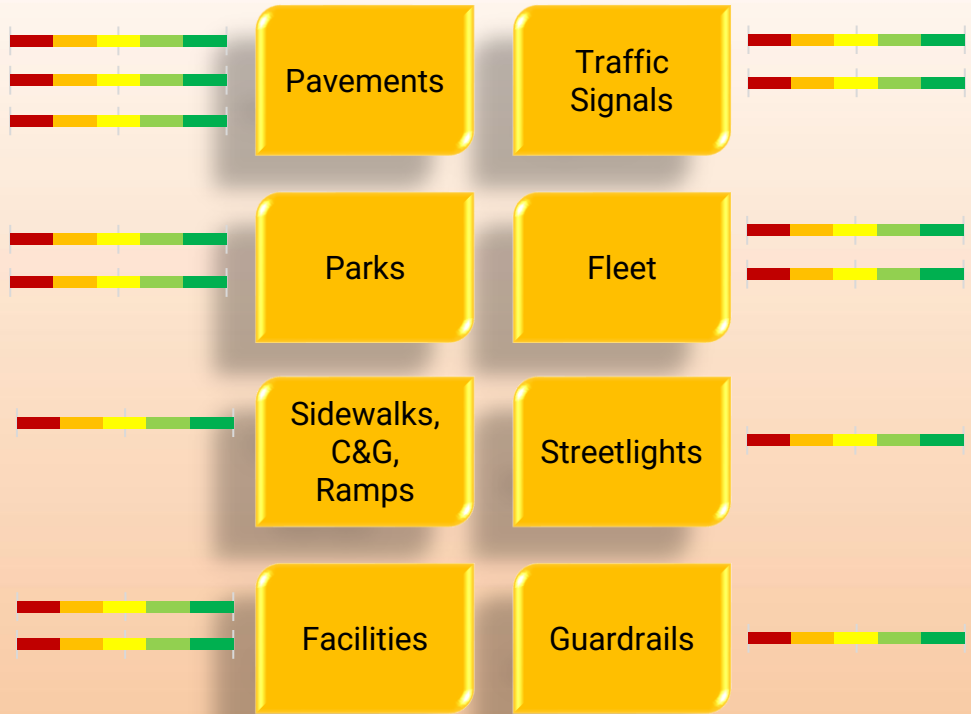 Pavements
Traffic
Signals
Parks
Fleet
Sidewalks,
C&G,
Ramps
Streetlights
Facilities
Guardrails